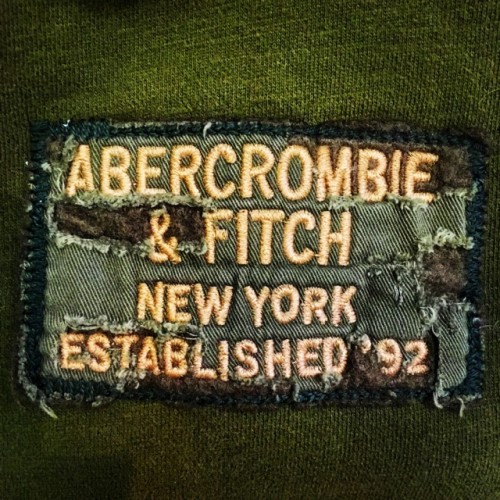 ABERCROMBIE
& FITCH
NEW YORK
ESTABLISHED '92